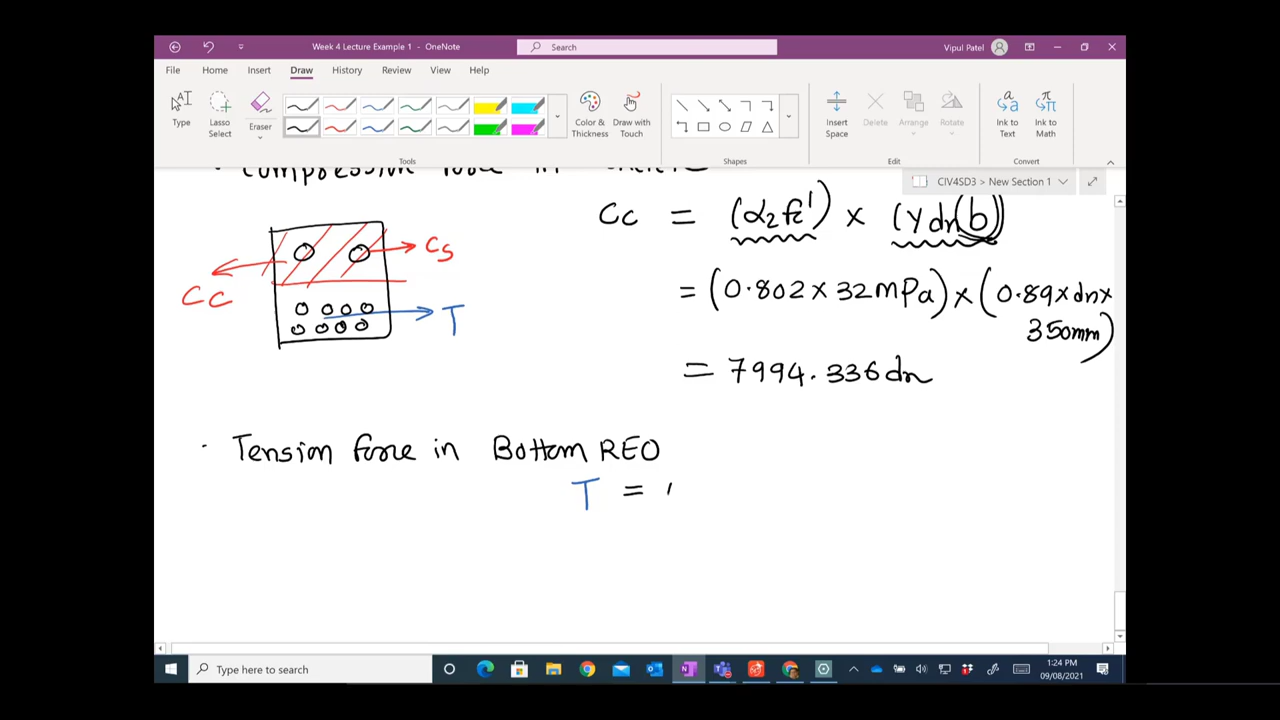 Week 4 Lecture Example 1 - OneNote
Search
Vipul Patel
File Home Insert Draw History Review View Help
Type
Lasso Select
Eraser
Color & Thickness
Draw with Touch
Insert Space
Delete
Arrange
Rotate
Ink to Text
Ink to Math
Tools
Shapes
Edit
Convert
CIV4SD3 > New Section 1
Cc = (α2fc') × (γdn(b))
Cs
Cc
T
= (0.802 × 32mPa) × (0.89×dn×
350mm)
= 7994.336dn
· Tension force in Bottom REO
T =
Type here to search
1:24 PM
09/08/2021